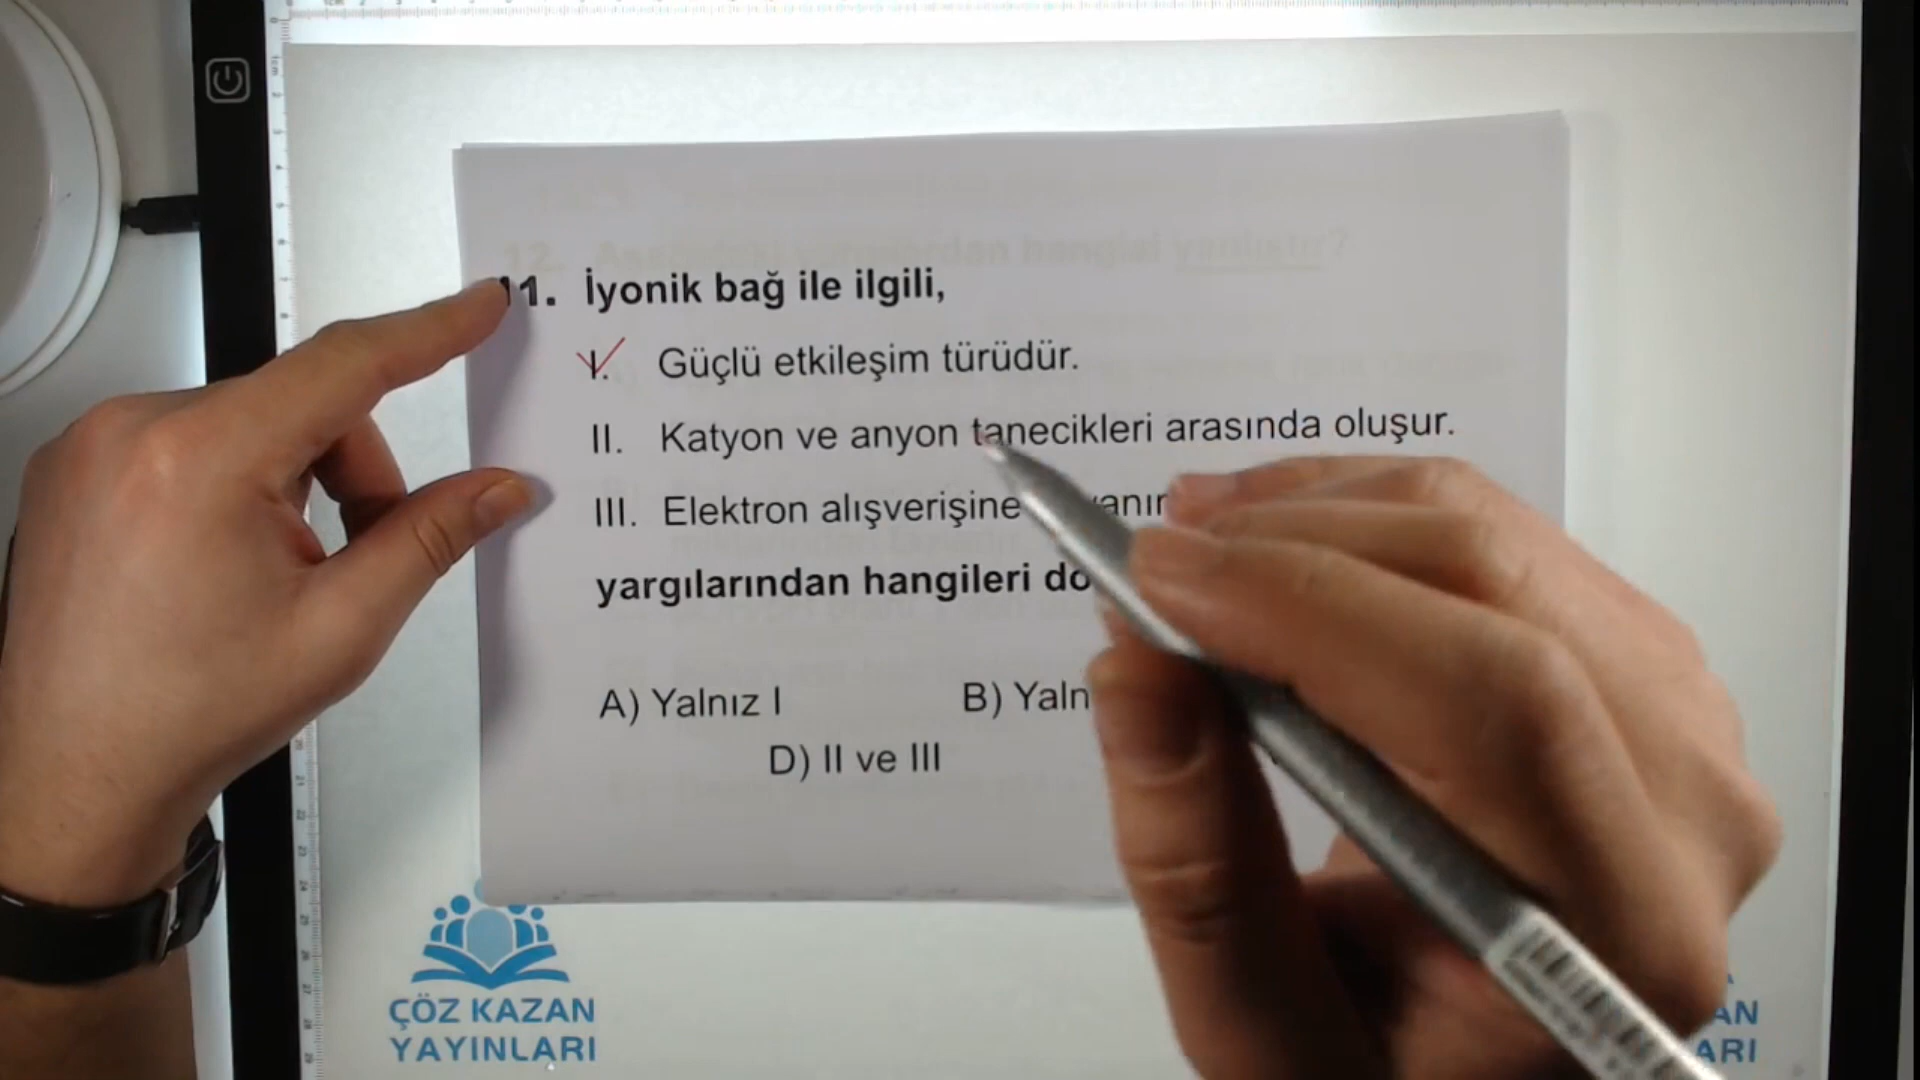 11. İyonik bağ ile ilgili,
I. Güçlü etkileşim türüdür.
II. Katyon ve anyon tanecikleri arasında oluşur.
III. Elektron alışverişine
yargılarından hangileri
A) Yalnız I B)
D) II ve III
ÇÖZ KAZAN
YAYINLARI